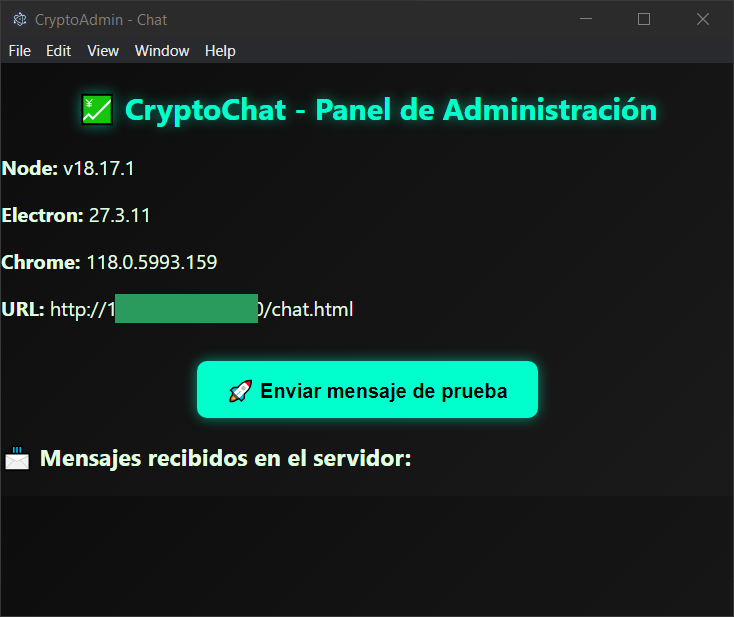 CryptoAdmin - Chat
File Edit View Window Help
CryptoChat - Panel de Administración
Node: v18.17.1
Electron: 27.3.11
Chrome: 118.0.5993.159
URL: http://1 0/chat.html
Enviar mensaje de prueba
Mensajes recibidos en el servidor: